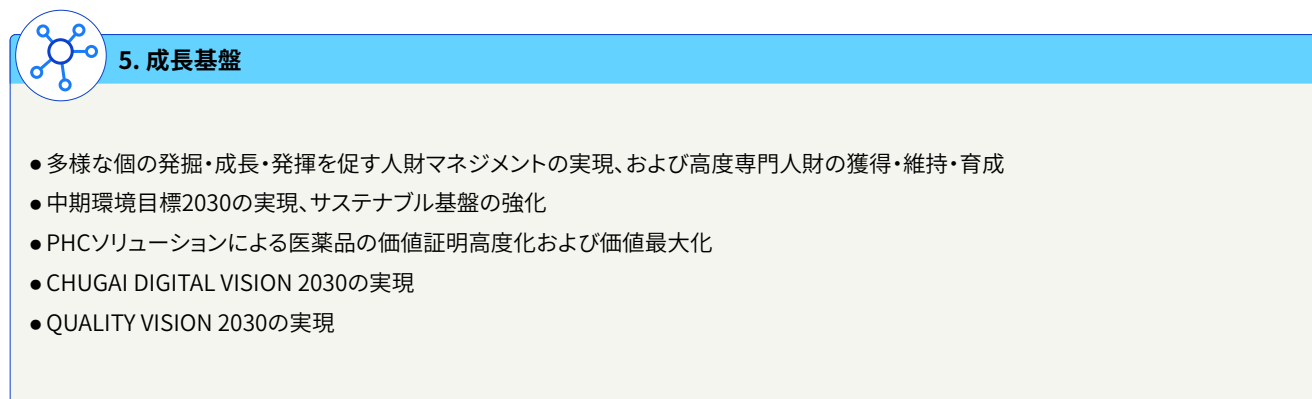 5. 成長基盤
●多様な個の発掘・成長・発揮を促す人財マネジメントの実現、および高度専門人財の獲得・維持・育成
●中期環境目標2030の実現、サステナブル基盤の強化
●PHCソリューションによる医薬品の価値証明高度化および価値最大化
●CHUGAI DIGITAL VISION 2030の実現
●QUALITY VISION 2030の実現